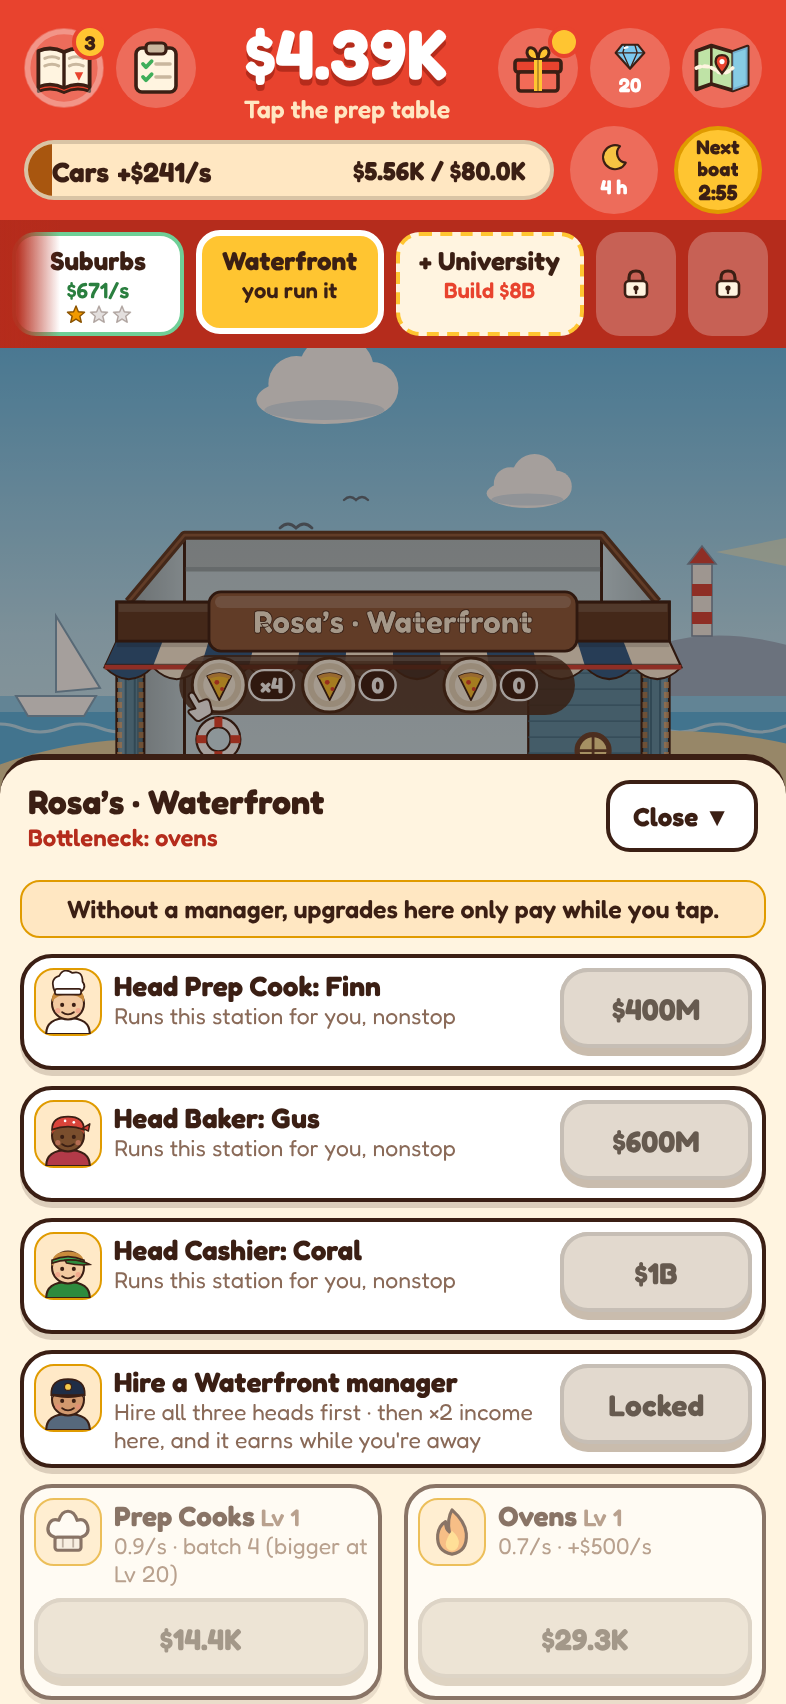 3
$4.39K
Tap the prep table
20
Cars +$241/s
$5.56K / $80.0K
4 h
Next
boat
2:55
Suburbs
$671/s
Waterfront
you run it
+ University
Build $8B
Rosa's · Waterfront
×4
0
0
Rosa's · Waterfront
Bottleneck: ovens
Close ▼
Without a manager, upgrades here only pay while you tap.
Head Prep Cook: Finn
Runs this station for you, nonstop
$400M
Head Baker: Gus
Runs this station for you, nonstop
$600M
Head Cashier: Coral
Runs this station for you, nonstop
$1B
Hire a Waterfront manager
Hire all three heads first · then ×2 income
here, and it earns while you're away
Locked
Prep Cooks Lv 1
0.9/s · batch 4 (bigger at
Lv 20)
$14.4K
Ovens Lv 1
0.7/s · +$500/s
$29.3K